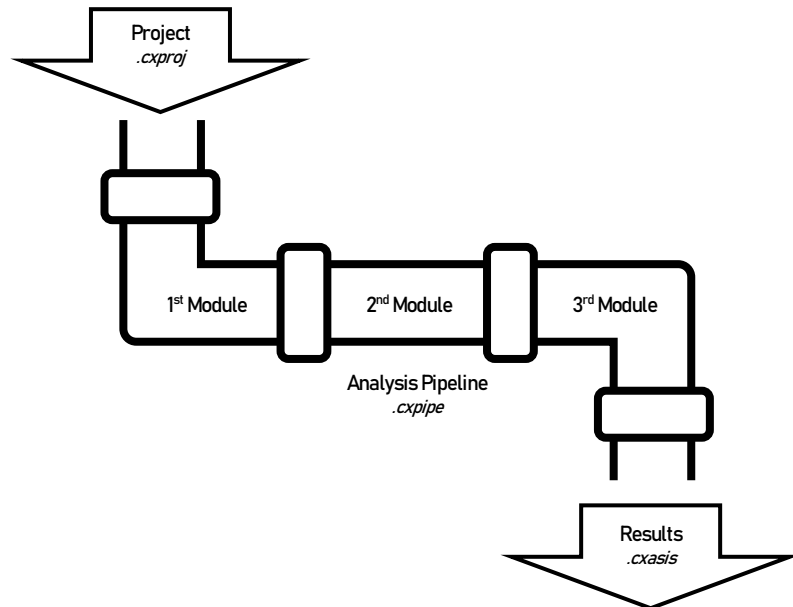 Project
.cxproj
1st Module
2nd Module
3rd Module
Analysis Pipeline
.cxpipe
Results
.cxasis